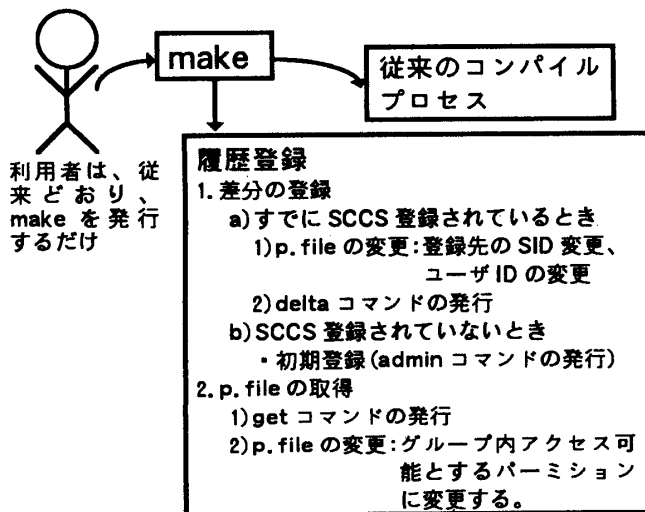 make
従来のコンパイル
プロセス
利用者は、従
来どおり、
make を発行
するだけ
履歴登録
1. 差分の登録
a)すでに SCCS 登録されているとき
1)p. file の変更:登録先の SID 変更、
ユーザ ID の変更
2)delta コマンドの発行
b)SCCS 登録されていないとき
・初期登録(admin コマンドの発行)
2. p. file の取得
1)get コマンドの発行
2)p. file の変更:グループ内アクセス可
能とするパーミション
に変更する。